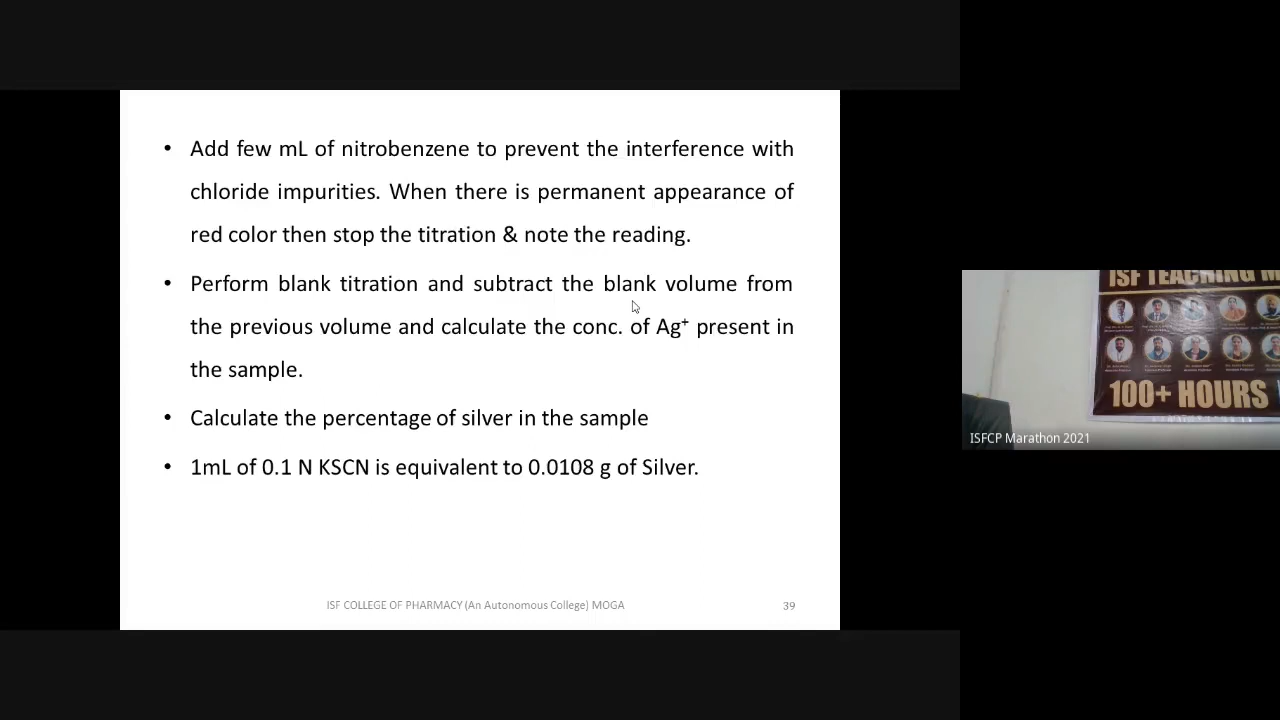 • Add few mL of nitrobenzene to prevent the interference with
chloride impurities. When there is permanent appearance of
red color then stop the titration & note the reading.
• Perform blank titration and subtract the blank volume from
the previous volume and calculate the conc. of Ag⁺ present in
the sample.
• Calculate the percentage of silver in the sample
• 1mL of 0.1 N KSCN is equivalent to 0.0108 g of Silver.
ISF COLLEGE OF PHARMACY (An Autonomous College) MOGA
39
ISF TEACHING
100+ HOURS
ISFCP Marathon 2021